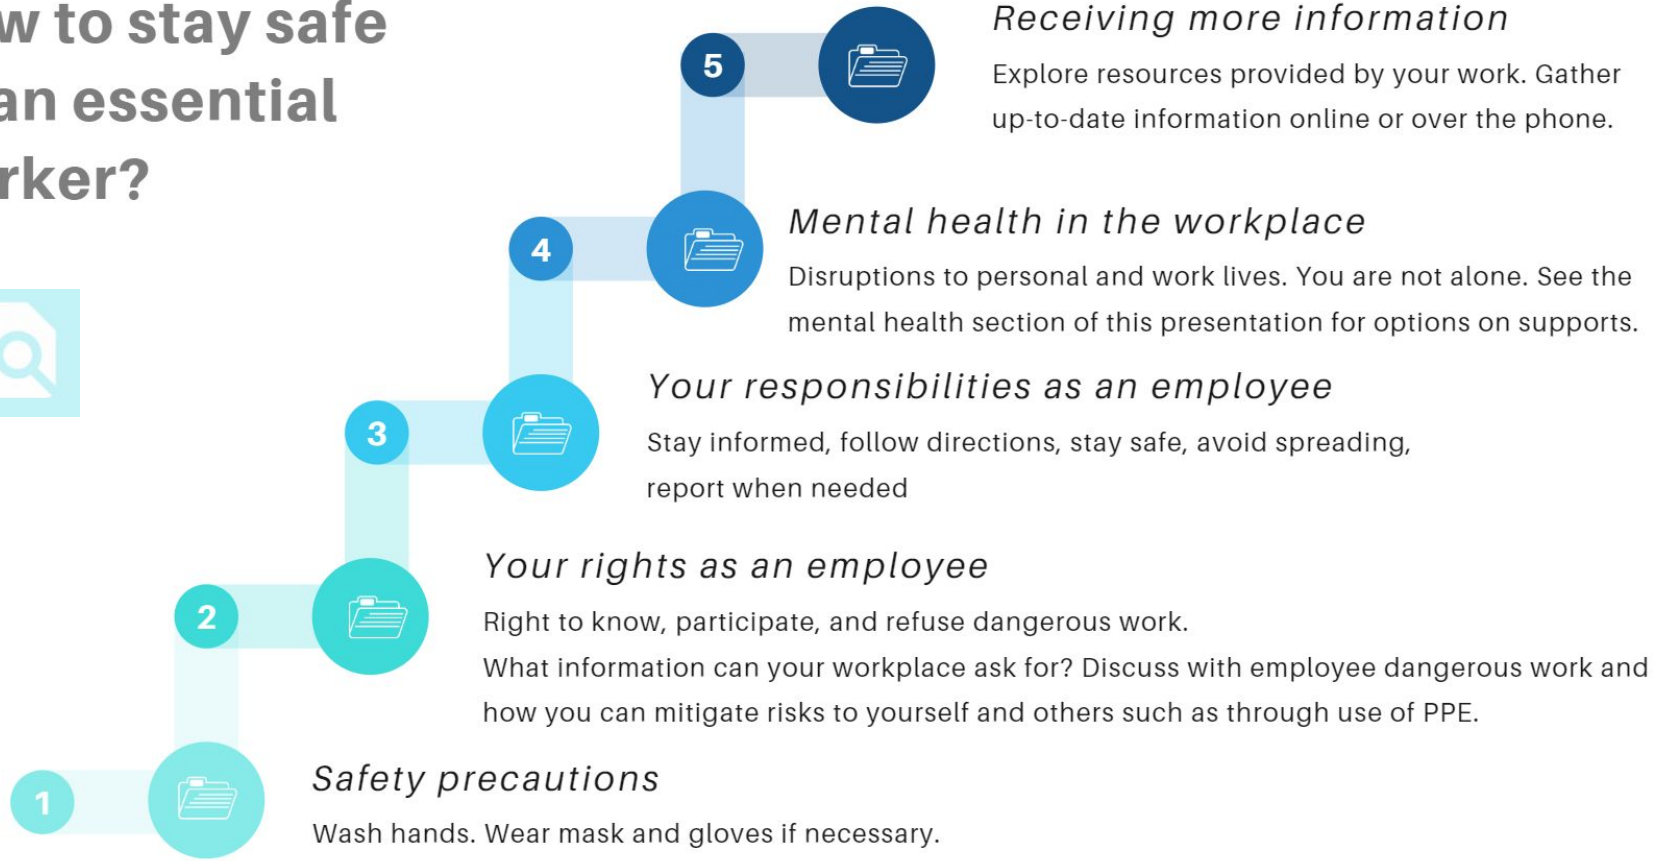 w to stay safe
an essential
rker?
5
Receiving more information
Explore resources provided by your work. Gather
up-to-date information online or over the phone.
4
Mental health in the workplace
Disruptions to personal and work lives. You are not alone. See the
mental health section of this presentation for options on supports.
3
Your responsibilities as an employee
Stay informed, follow directions, stay safe, avoid spreading,
report when needed
2
Your rights as an employee
Right to know, participate, and refuse dangerous work.
What information can your workplace ask for? Discuss with employee dangerous work and
how you can mitigate risks to yourself and others such as through use of PPE.
1
Safety precautions
Wash hands. Wear mask and gloves if necessary.